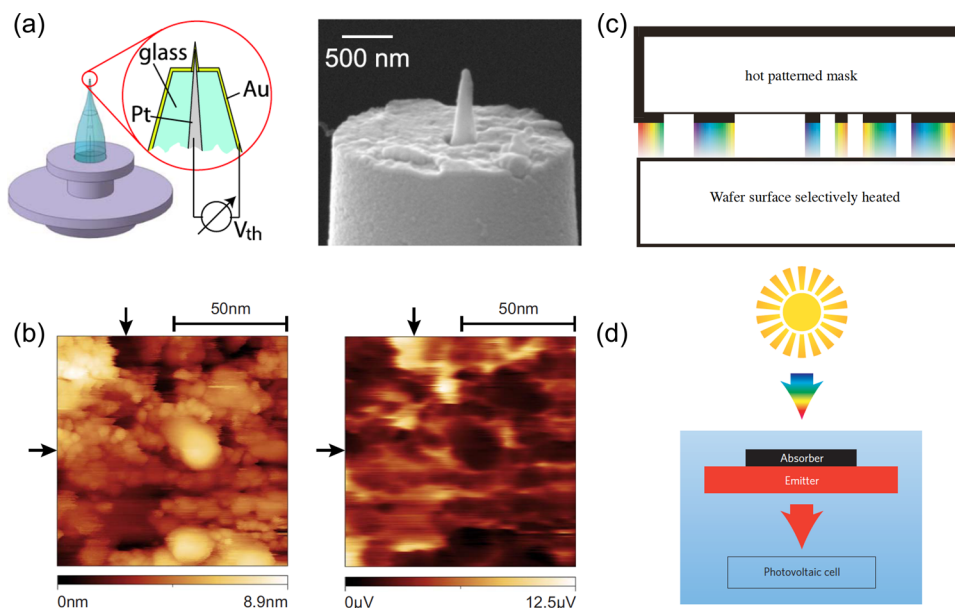 (a)
glass
Pt
Au
Vth
500 nm
(c)
hot patterned mask
Wafer surface selectively heated
(b)
50nm
50nm
0nm
8.9nm
0µV
12.5µV
(d)
Absorber
Emitter
Photovoltaic cell